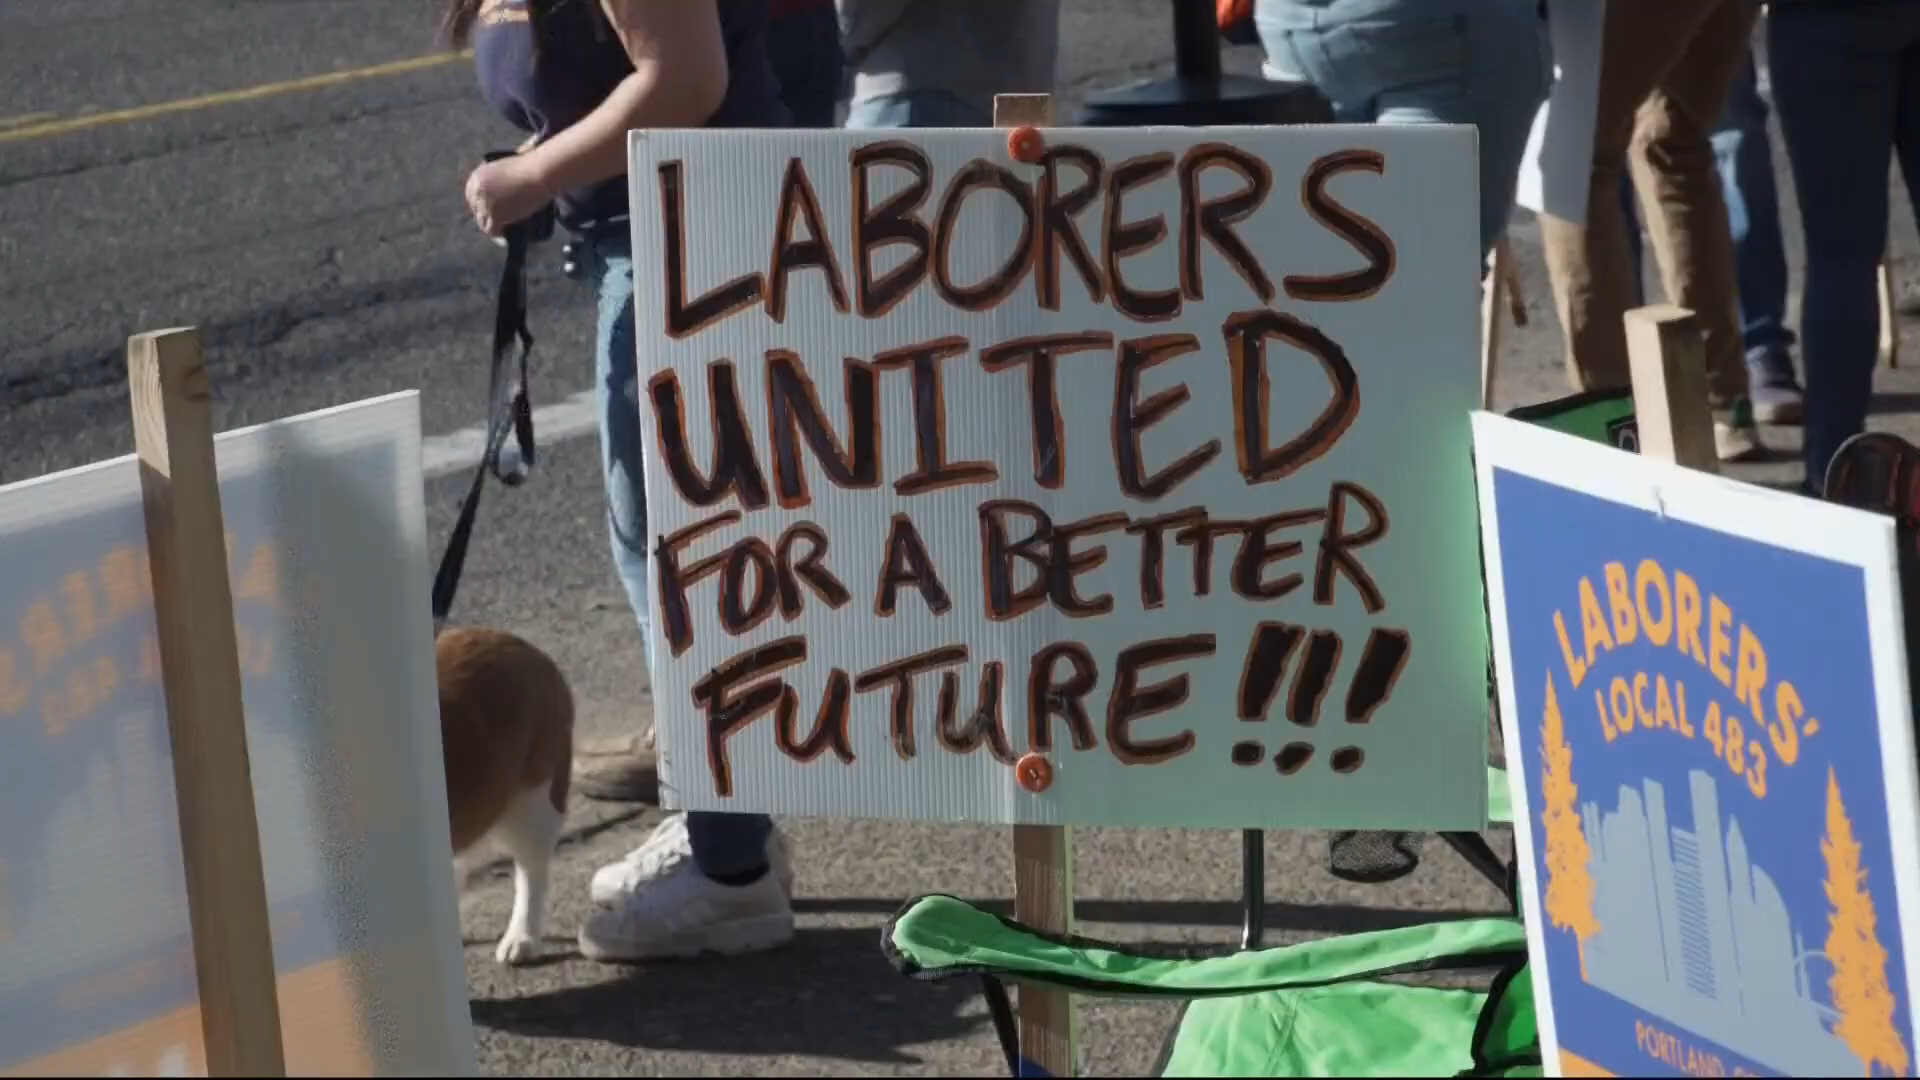 LABORERS
UNITED
FOR A BETTER
FUTURE!!!
LABORERS'
LOCAL 483
PORTLAND